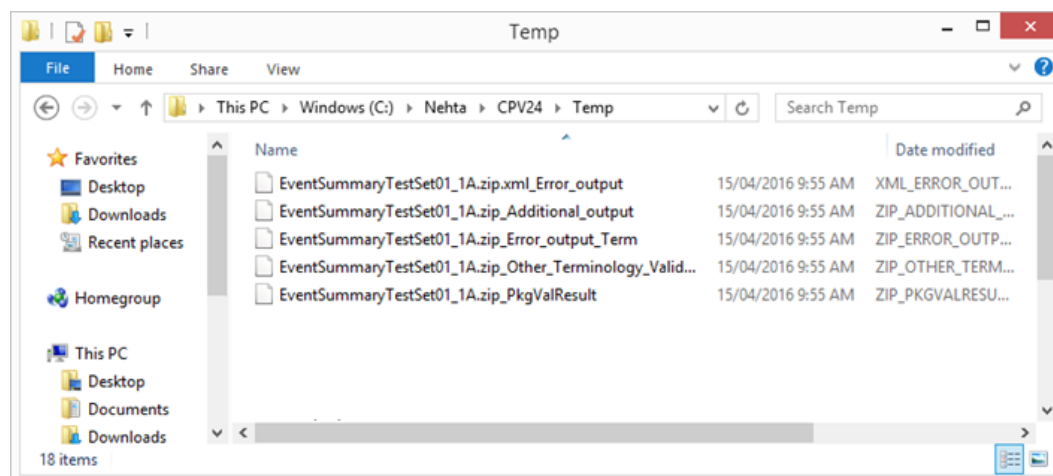 Temp
File Home Share View
This PC Windows (C:) Nehta CPV24 Temp Search Temp
Favorites
Desktop
Downloads
Recent places
Homegroup
This PC
Desktop
Documents
Downloads
Name Date modified
EventSummaryTestSet01_1A.zip.xml_Error_output 15/04/2016 9:55 AM XML_ERROR_OUT...
EventSummaryTestSet01_1A.zip_Additional_output 15/04/2016 9:55 AM ZIP_ADDITIONAL_...
EventSummaryTestSet01_1A.zip_Error_output_Term 15/04/2016 9:55 AM ZIP_ERROR_OUTP...
EventSummaryTestSet01_1A.zip_Other_Terminology_Valid... 15/04/2016 9:55 AM ZIP_OTHER_TERM...
EventSummaryTestSet01_1A.zip_PkgValResult 15/04/2016 9:55 AM ZIP_PKGVALRESU...
18 items